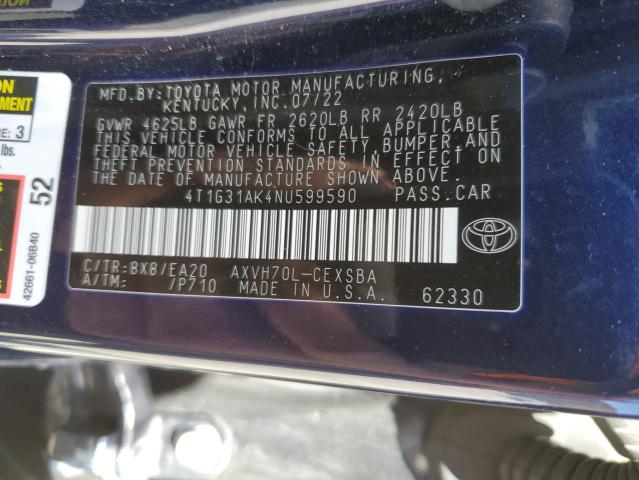 MFD.BY:TOYOTA MOTOR MANUFACTURING,
KENTUCKY, INC.07/22
GVWR 4625LB GAWR FR 2620LB RR 2420LB
THIS VEHICLE CONFORMS TO ALL APPLICABLE
FEDERAL MOTOR VEHICLE SAFETY,BUMPER,AND
THEFT PREVENTION STANDARDS IN EFFECT ON
THE DATE OF MANUFACTURE SHOWN ABOVE.
4T1G31AK4NU599590 PASS.CAR
C/TR:8X8/EA20 AXVH70L-CEXSBA
A/TM: /P710 MADE IN U.S.A. 62330
3
lbs.
52
42661-06B40